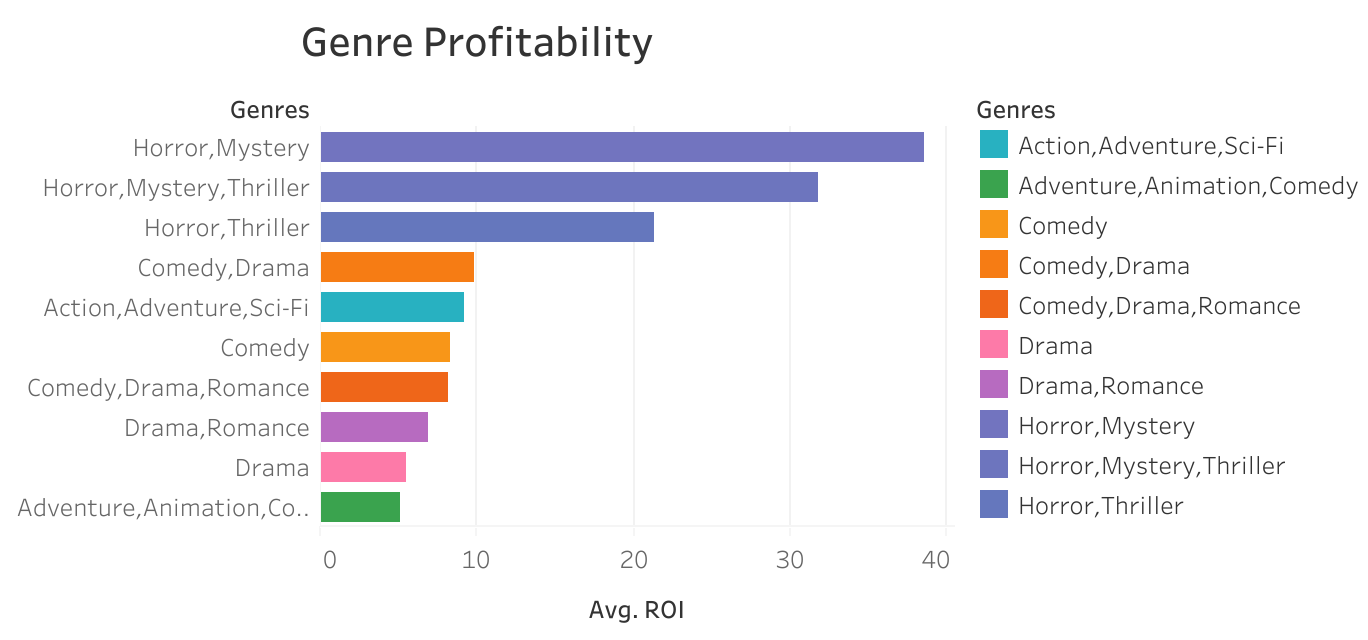 Genre Profitability
Genres
Horror,Mystery
Horror,Mystery,Thriller
Horror,Thriller
Comedy,Drama
Action,Adventure,Sci-Fi
Comedy
Comedy,Drama,Romance
Drama,Romance
Drama
Adventure,Animation,Co..
0 10 20 30 40
Avg. ROI
Genres
Action,Adventure,Sci-Fi
Adventure,Animation,Comedy
Comedy
Comedy,Drama
Comedy,Drama,Romance
Drama
Drama,Romance
Horror,Mystery
Horror,Mystery,Thriller
Horror,Thriller